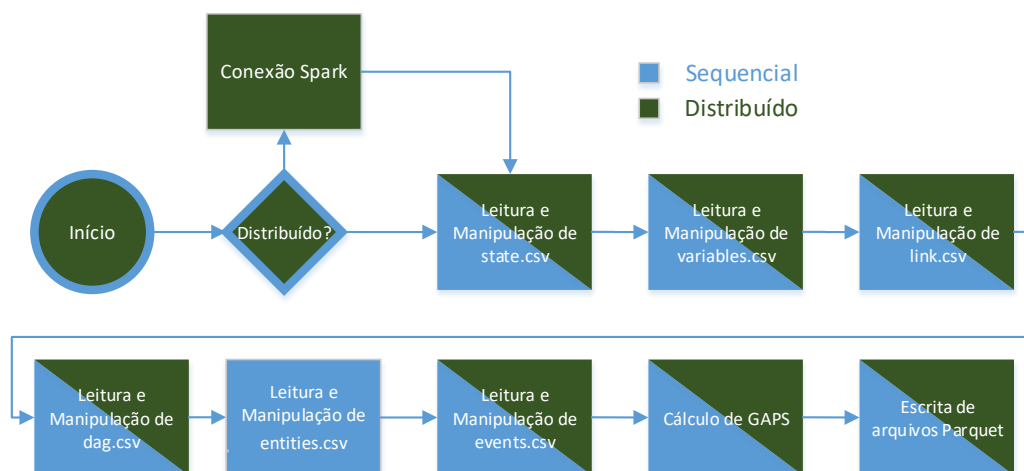 Conexão Spark
Sequencial
Distribuído
Início
Distribuído?
Leitura e
Manipulação de
state.csv
Leitura e
Manipulação de
variables.csv
Leitura e
Manipulação de
link.csv
Leitura e
Manipulação de
dag.csv
Leitura e
Manipulação de
entities.csv
Leitura e
Manipulação de
events.csv
Cálculo de GAPS
Escrita de
arquivos Parquet